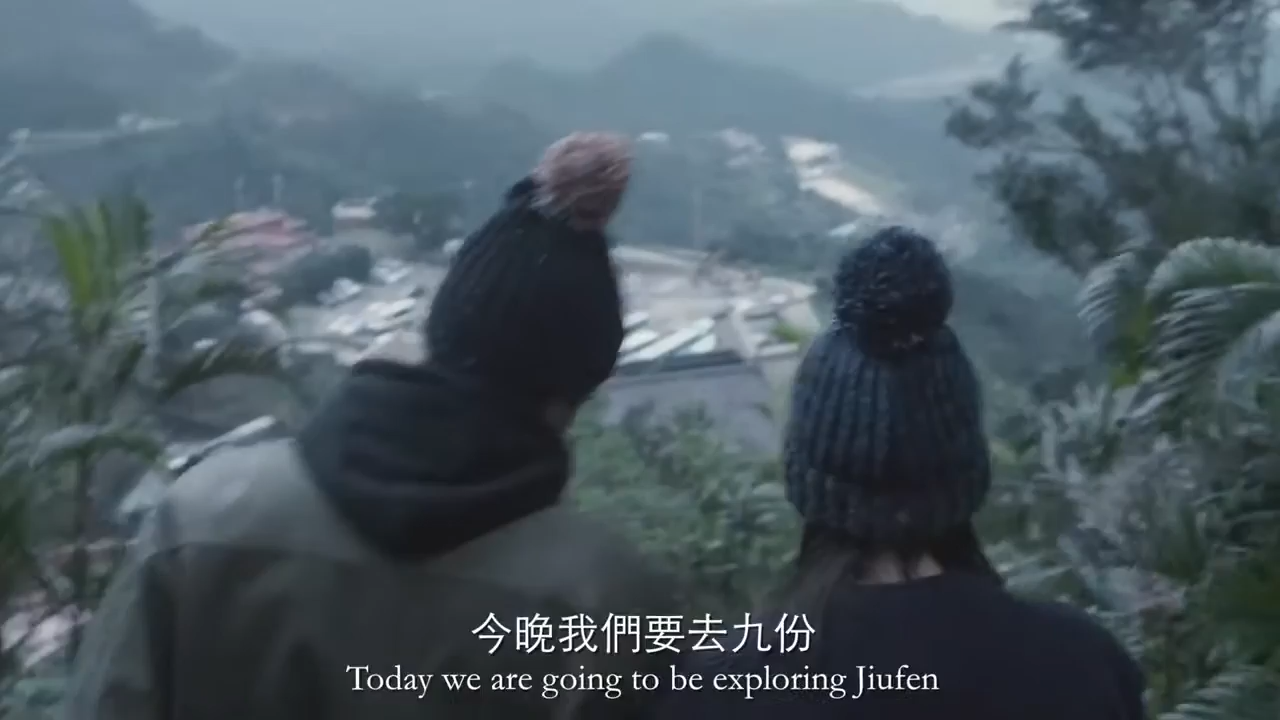 今晚我們要去九份
Today we are going to be exploring Jiufen